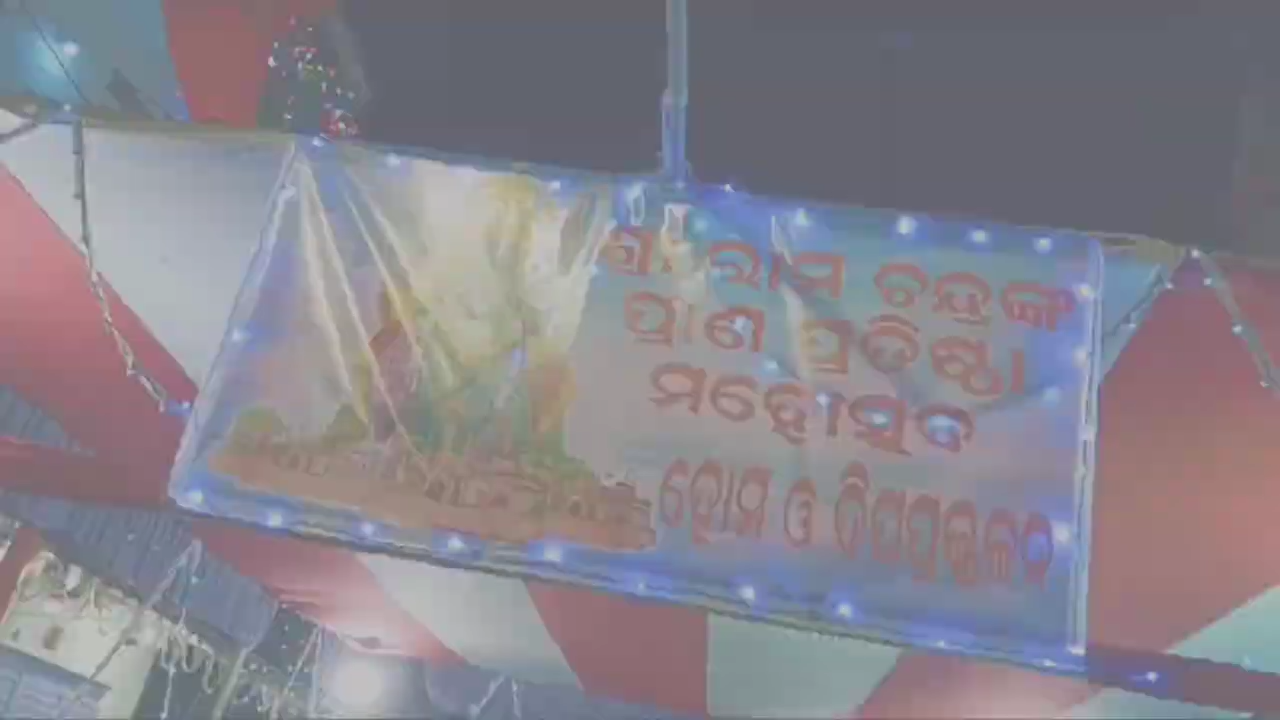 ଶ୍ରୀ ରାମ ଚନ୍ଦ୍ରଙ୍କ
ପ୍ରାଣ ପ୍ରତିଷ୍ଠା
ମହୋତ୍ସବ
ହୋମ ଓ ଦିପପ୍ରଜ୍ଜ୍ୱଳନ